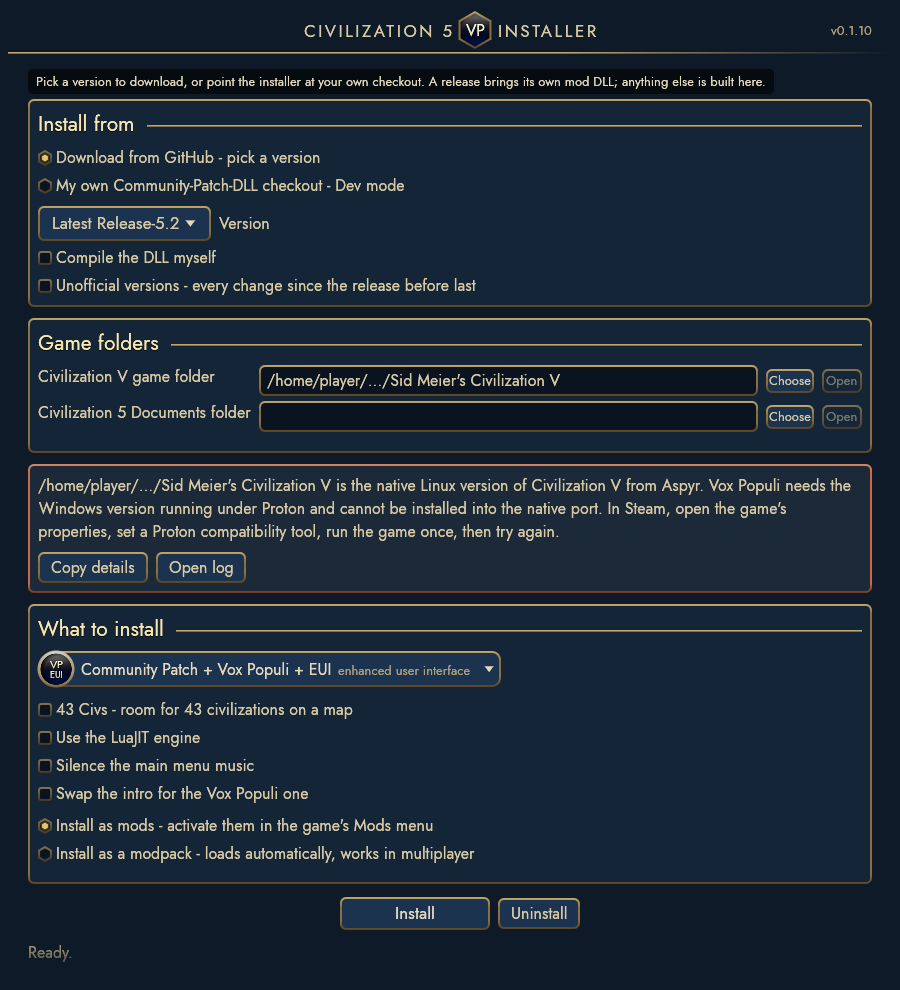 CIVILIZATION 5 VP INSTALLER
v0.1.10
Pick a version to download, or point the installer at your own checkout. A release brings its own mod DLL; anything else is built here.
Install from
Download from GitHub - pick a version
My own Community-Patch-DLL checkout - Dev mode
Latest Release-5.2 Version
Compile the DLL myself
Unofficial versions - every change since the release before last
Game folders
Civilization V game folder /home/player/.../Sid Meier's Civilization V Choose Open
Civilization 5 Documents folder Choose Open
/home/player/.../Sid Meier's Civilization V is the native Linux version of Civilization V from Aspyr. Vox Populi needs the
Windows version running under Proton and cannot be installed into the native port. In Steam, open the game's
properties, set a Proton compatibility tool, run the game once, then try again.
Copy details Open log
What to install
VP EUI Community Patch + Vox Populi + EUI enhanced user interface
43 Civs - room for 43 civilizations on a map
Use the LuaJIT engine
Silence the main menu music
Swap the intro for the Vox Populi one
Install as mods - activate them in the game's Mods menu
Install as a modpack - loads automatically, works in multiplayer
Install Uninstall
Ready.